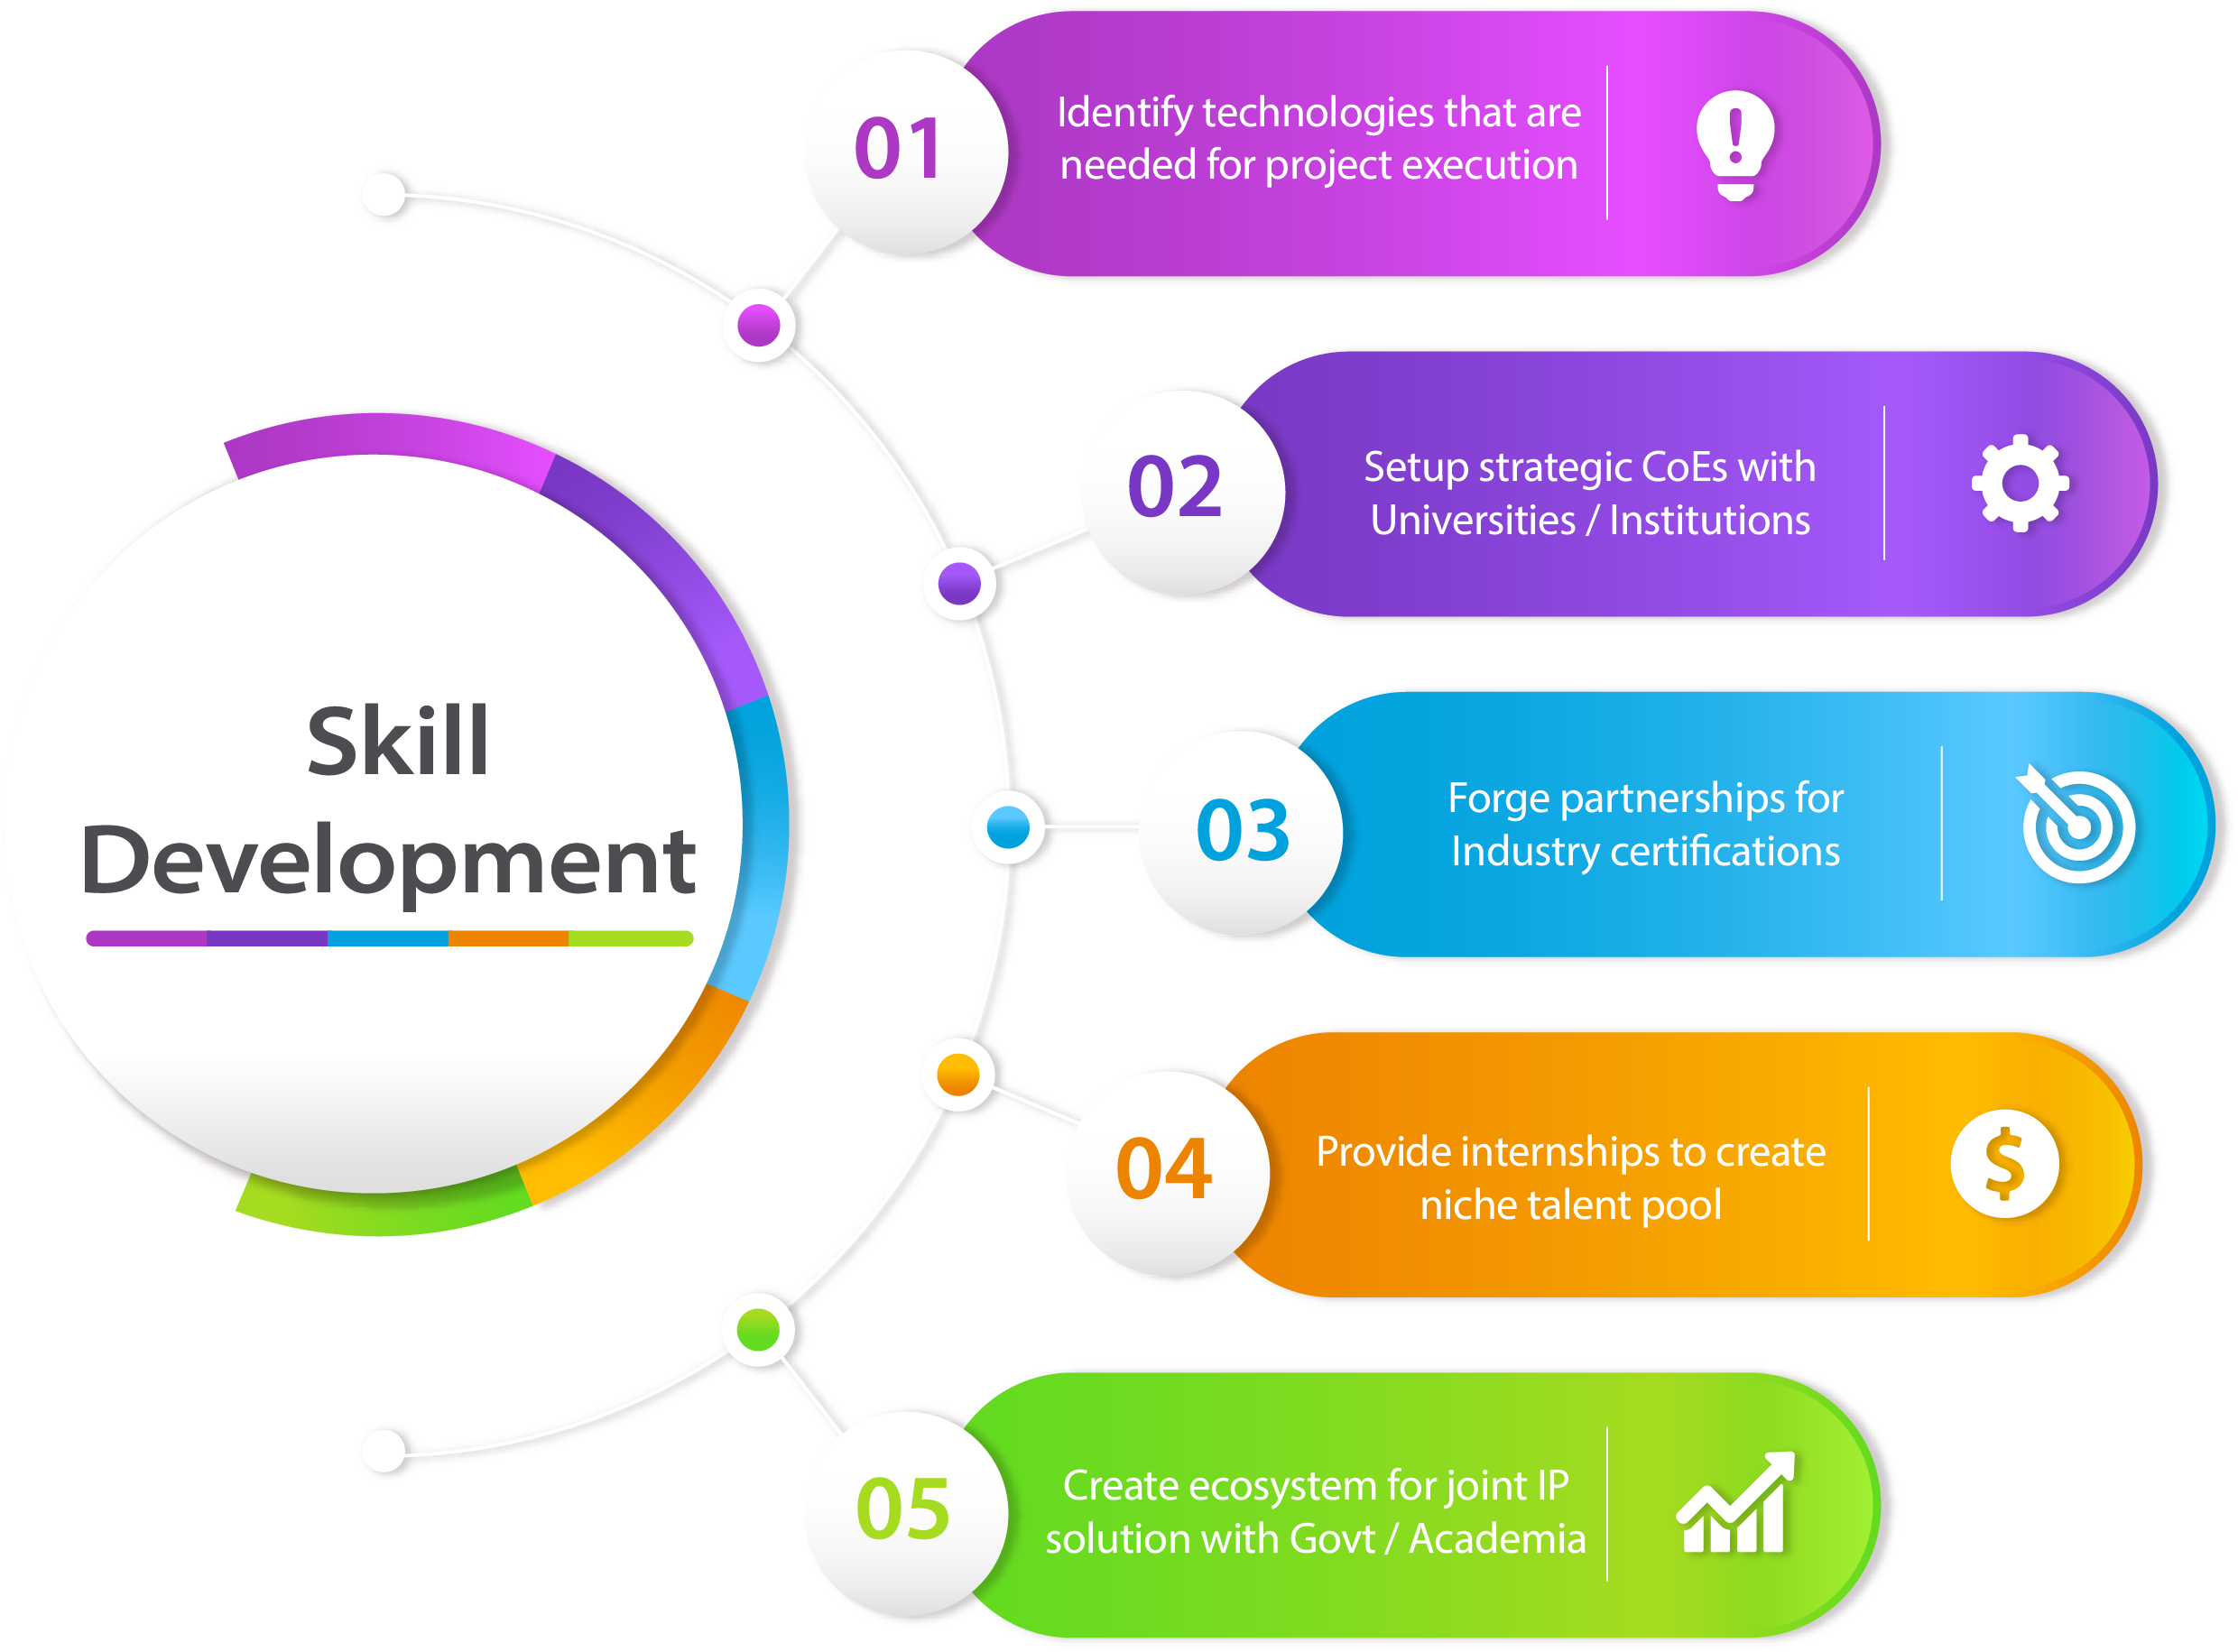 Skill
Development
01
Identify technologies that are
needed for project execution
02
Setup strategic CoEs with
Universities / Institutions
03
Forge partnerships for
Industry certifications
04
Provide internships to create
niche talent pool
$
05
Create ecosystem for joint IP
solution with Govt / Academia